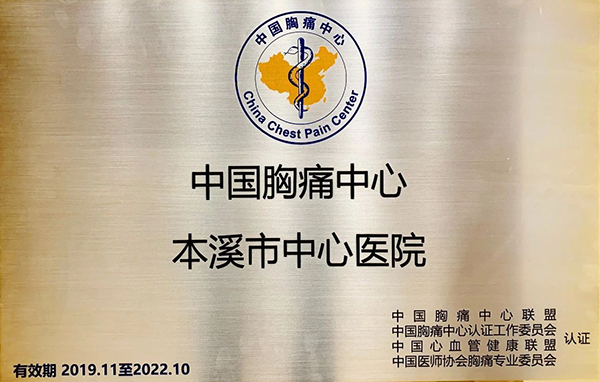 中国胸痛中心
China Chest Pain Center
中国胸痛中心
本溪市中心医院
中国胸痛中心联盟
中国胸痛中心认证工作委员会
中国心血管健康联盟
中国医师协会胸痛专业委员会
认证
有效期 2019.11至2022.10